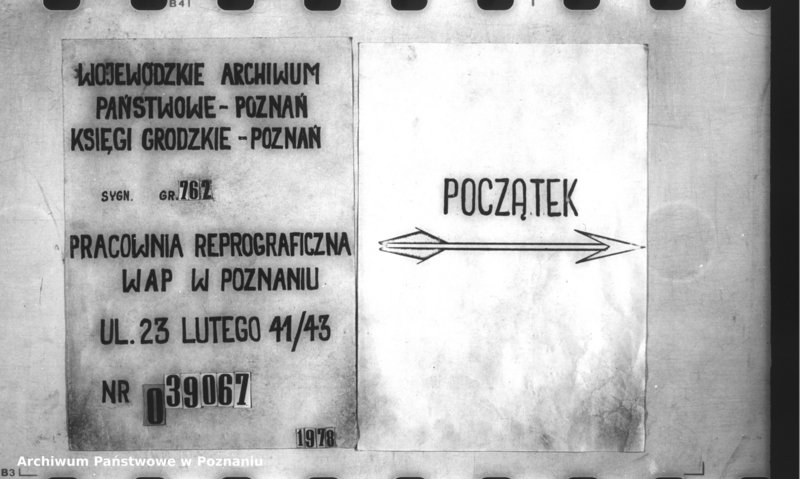 B41
WOJEWÓDZKIE ARCHIWUM
PAŃSTWOWE - POZNAŃ
KSIĘGI GRODZKIE - POZNAŃ
SYGN. GR. 762
PRACOWNIA REPROGRAFICZNA
WAP W POZNANIU
UL. 23 LUTEGO 41/43
NR 039067
1978
POCZĄTEK
Archiwum Państwowe w Poznaniu
B3